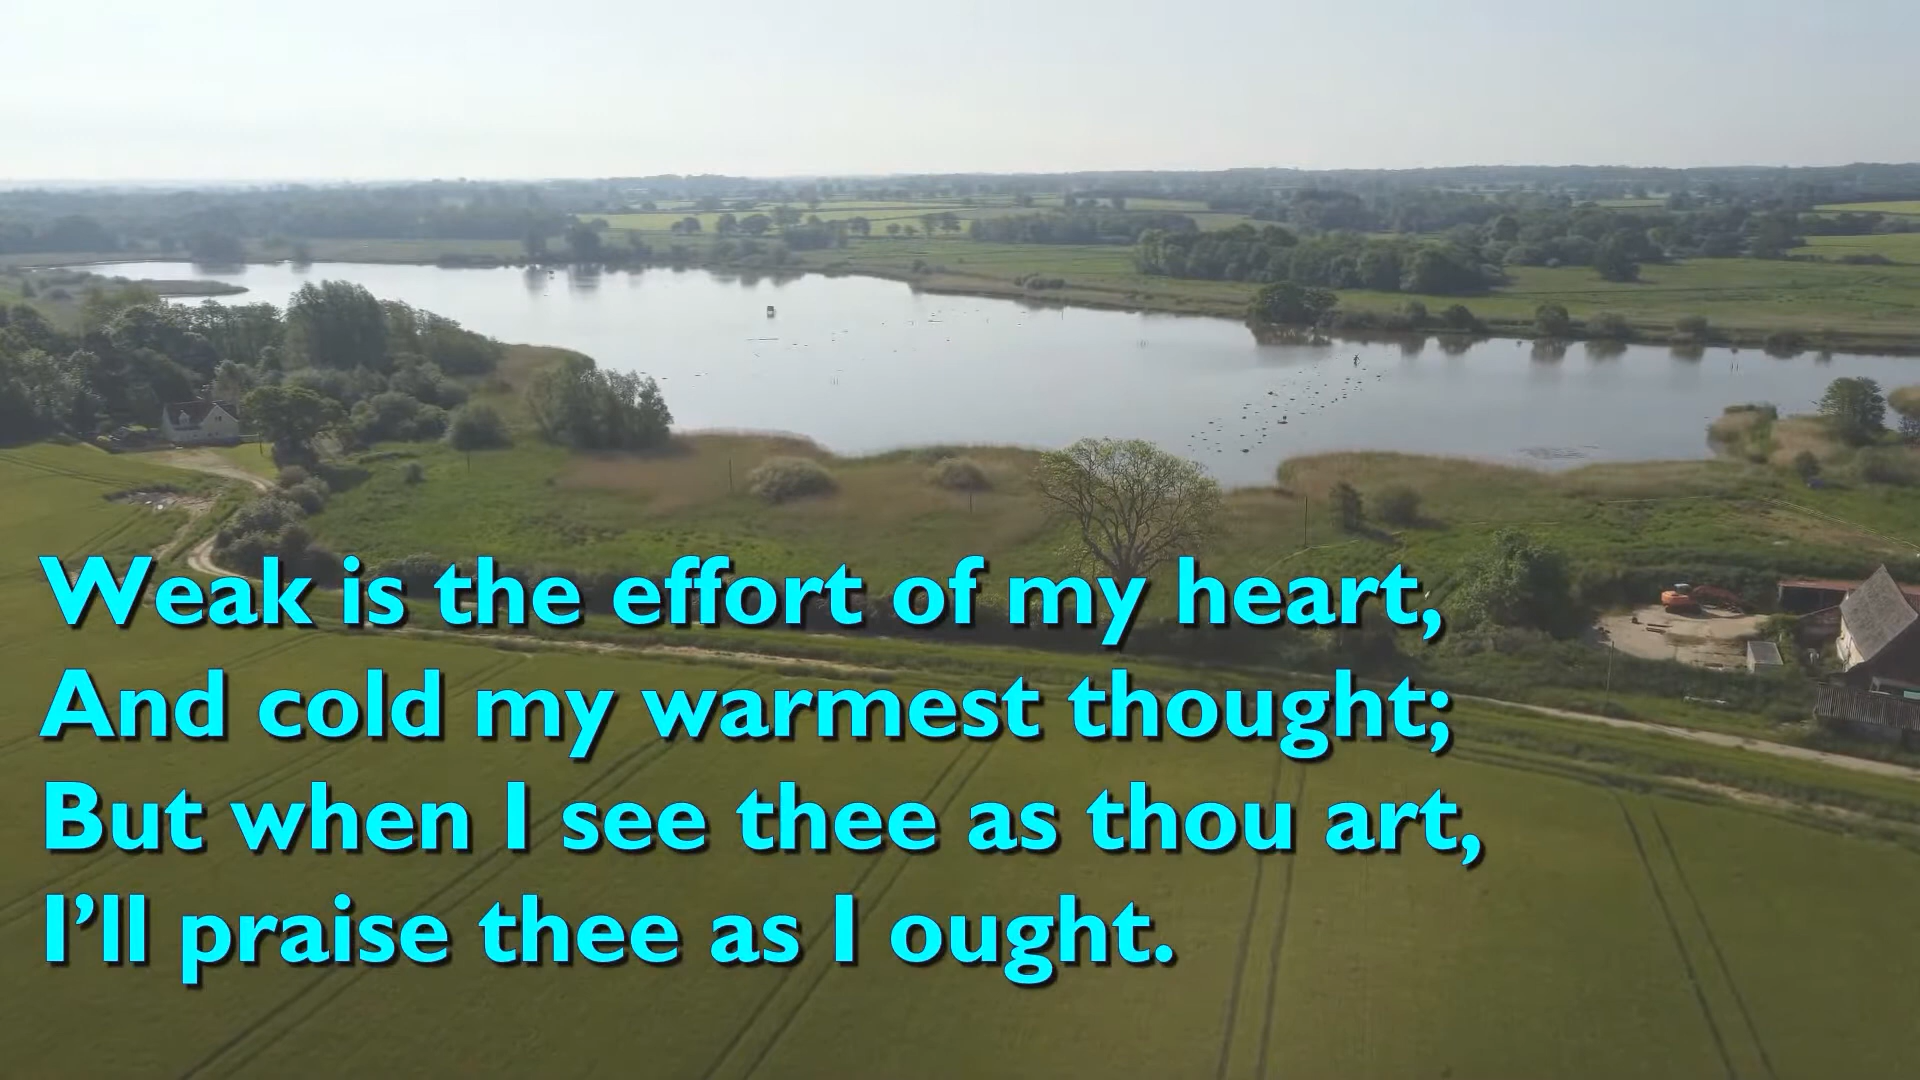 Weak is the effort of my heart,
And cold my warmest thought;
But when I see thee as thou art,
I’ll praise thee as I ought.